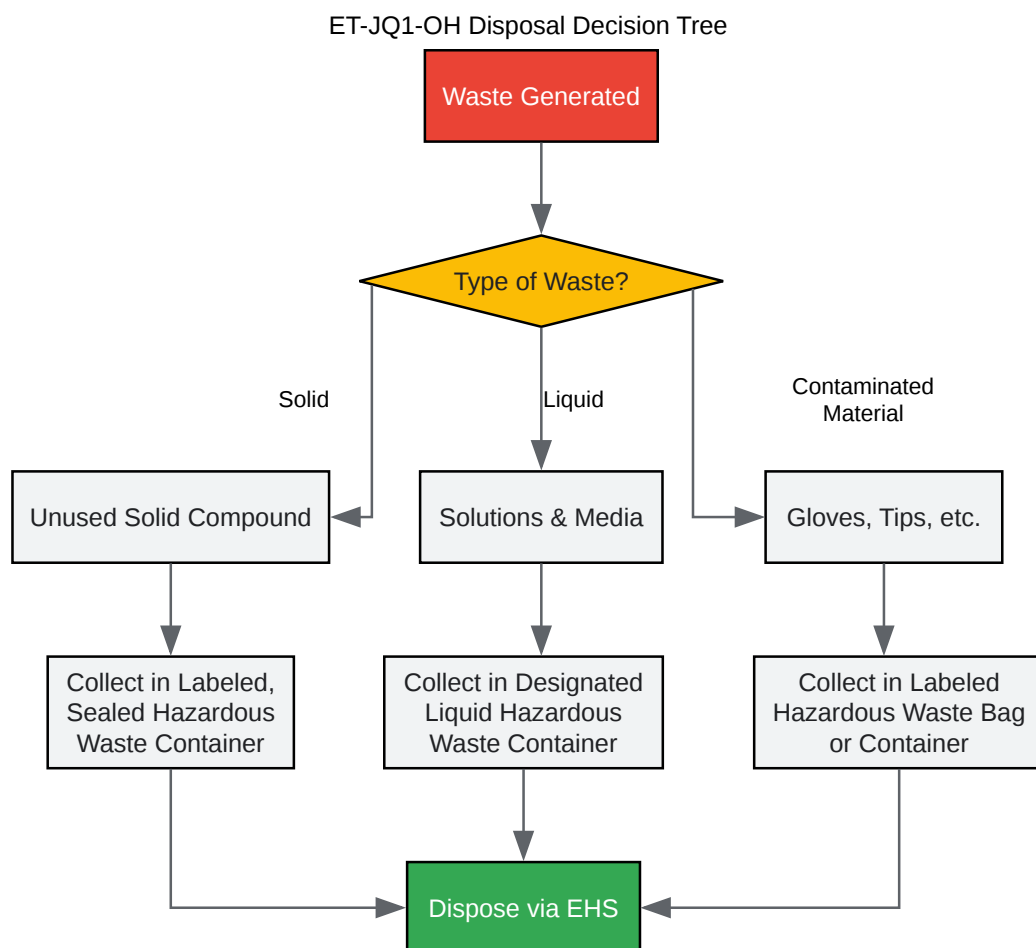 ET-JQ1-OH Disposal Decision Tree
Waste Generated
Type of Waste?
Solid
Liquid
Contaminated
Material
Unused Solid Compound
Solutions & Media
Gloves, Tips, etc.
Collect in Labeled,
Sealed Hazardous
Waste Container
Collect in Designated
Liquid Hazardous
Waste Container
Collect in Labeled
Hazardous Waste Bag
or Container
Dispose via EHS